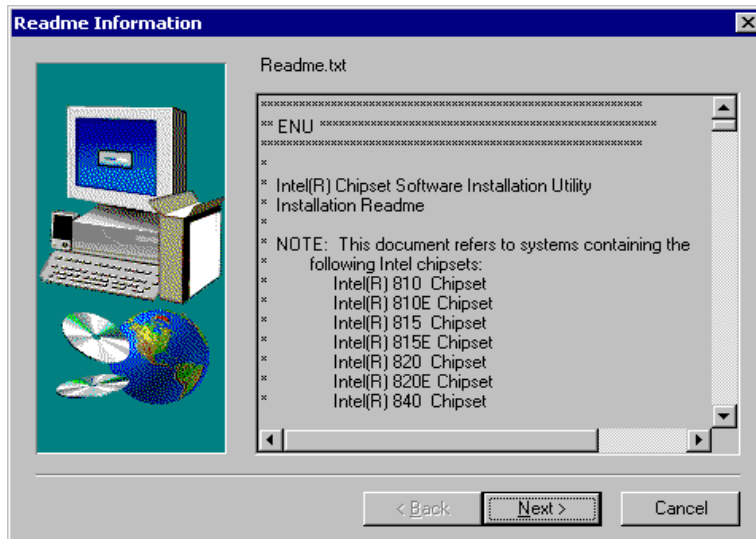 Readme Information
Readme.txt
************************************************************
** ENU *****************************************************
************************************************************
*
* Intel(R) Chipset Software Installation Utility
* Installation Readme
*
* NOTE:  This document refers to systems containing the
*        following Intel chipsets:
*            Intel(R) 810  Chipset
*            Intel(R) 810E Chipset
*            Intel(R) 815  Chipset
*            Intel(R) 815E Chipset
*            Intel(R) 820  Chipset
*            Intel(R) 820E Chipset
*            Intel(R) 840  Chipset
< Back
Next >
Cancel